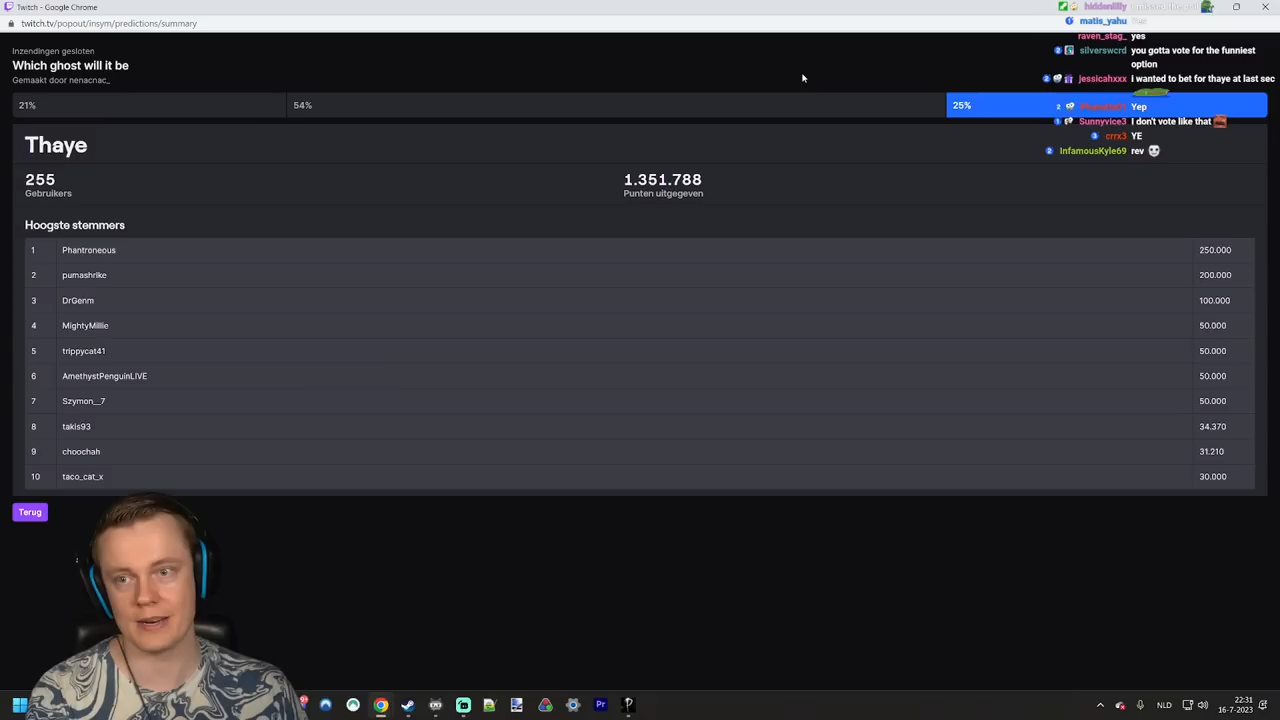 Twitch - Google Chrome
twitch.tv/popout/insym/predictions/summary
Inzendingen gesloten
Which ghost will it be
Gemaakt door nenacnac_
21%
54%
25%
Thaye
255
Gebruikers
1.351.788
Punten uitgegeven
Hoogste stemmers
1 Phantroneous 250.000
2 pumashrike 200.000
3 DrGenm 100.000
4 MightyMillie 50.000
5 trippycat41 50.000
6 AmethystPenguinLIVE 50.000
7 Szymon__7 50.000
8 takis93 34.370
9 choochah 31.210
10 taco_cat_x 30.000
Terug
hiddenlilly
matis_yahu Yes
raven_stag_ yes
silverswcrd you gotta vote for the funniest
option
jessicahxxx i wanted to bet for thaye at last sec
Yep
Sunnyvice3 I don't vote like that
crrx3 YE
InfamousKyle69 rev
NLD
22:31
16-7-2023